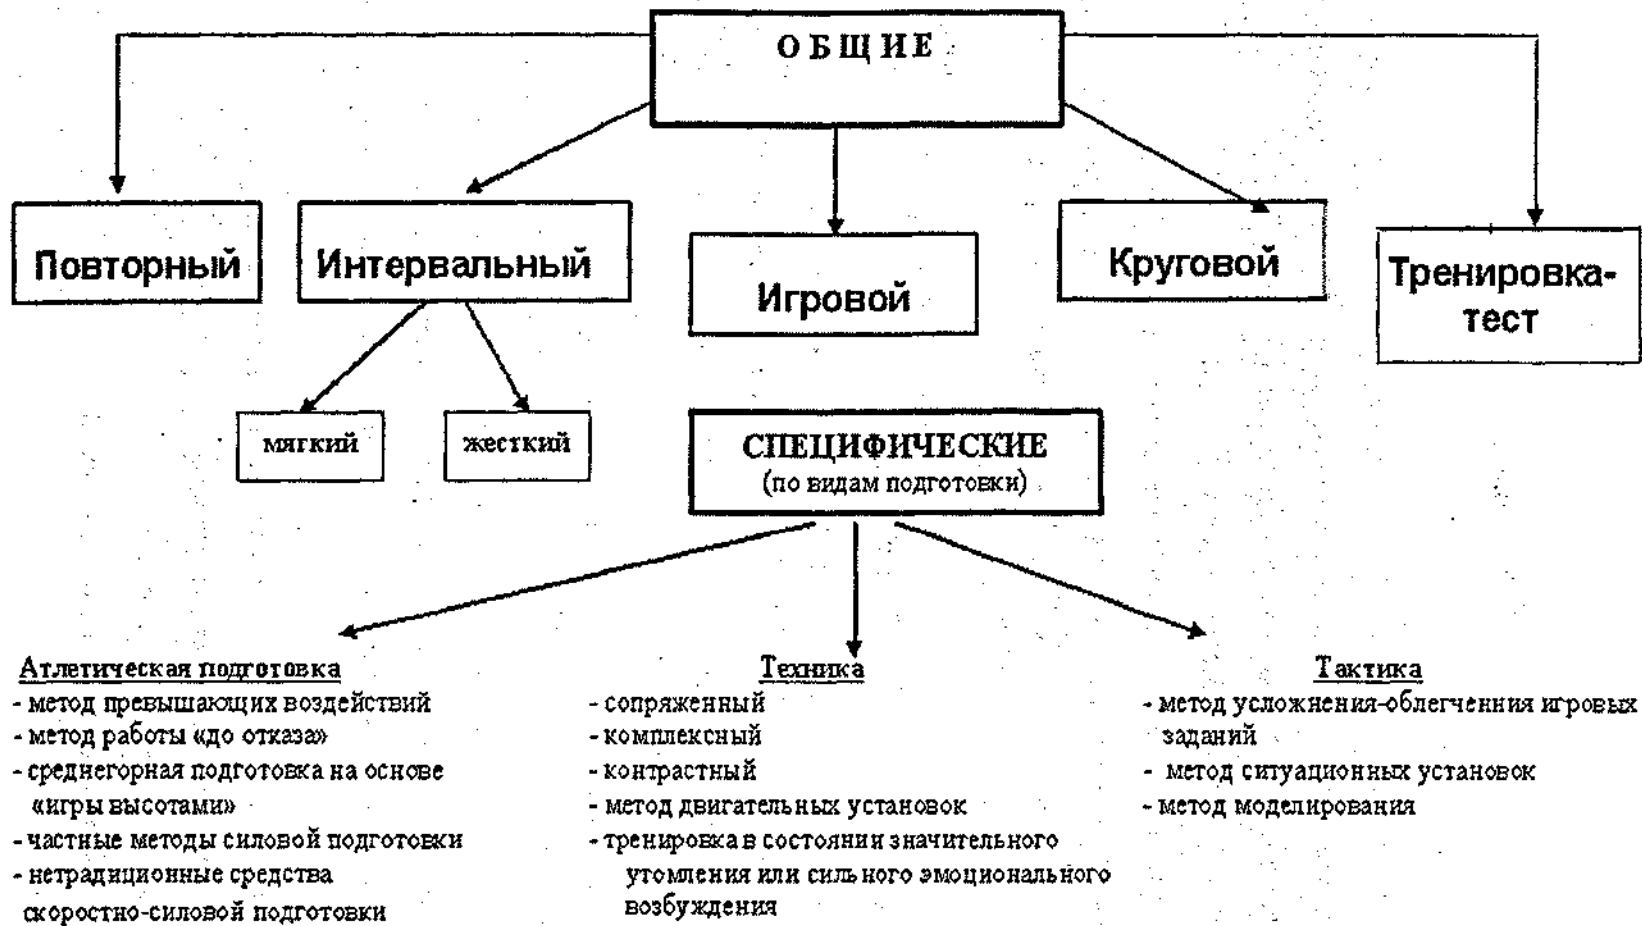 ОБЩИЕ
Повторный
Интервальный
Игровой
Круговой
Тренировка-
тест
мягкий
жесткий
СПЕЦИФИЧЕСКИЕ
(по видам подготовки)
Атлетическая подготовка
- метод превышающих воздействий
- метод работы «до отказа»
- среднегорная подготовка на основе
«игры высотами»
- частные методы силовой подготовки
- нетрадиционные средства
скоростно-силовой подготовки
Техника
- сопряженный
- комплексный
- контрастный
- метод двигательных установок
- тренировка в состоянии значительного
утомления или сильного эмоционального
возбуждения
Тактика
- метод усложнения-облегченния игровых
заданий
- метод ситуационных установок
- метод моделирования